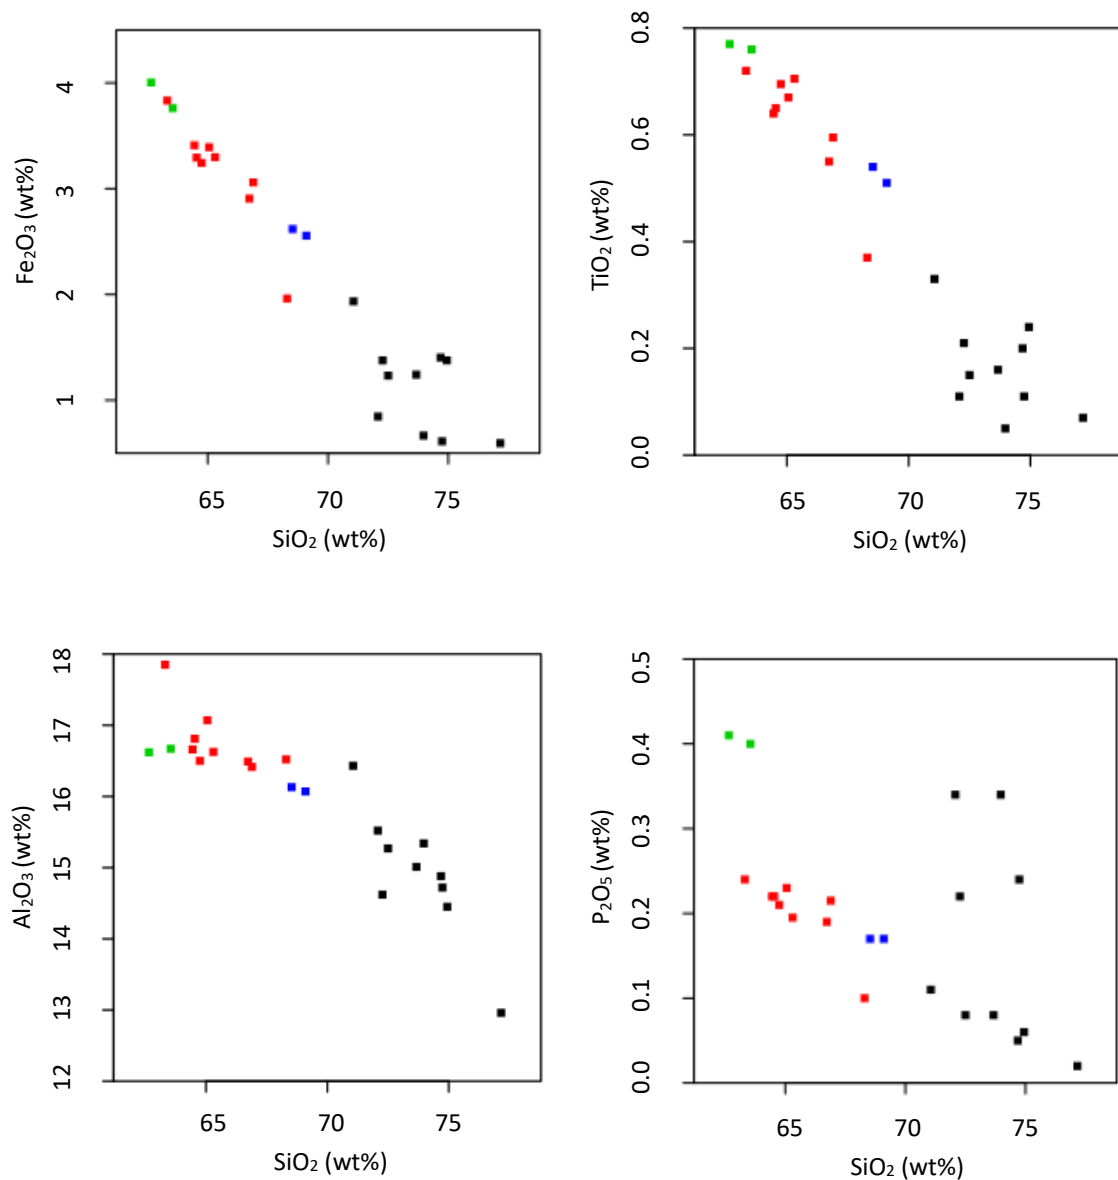 Fe₂O₃ (wt%)
4
3
2
1
65 70 75
SiO₂ (wt%)
TiO₂ (wt%)
0.8
0.6
0.4
0.2
0.0
65 70 75
SiO₂ (wt%)
Al₂O₃ (wt%)
18
17
16
15
14
13
12
65 70 75
SiO₂ (wt%)
P₂O₅ (wt%)
0.5
0.4
0.3
0.2
0.1
0.0
65 70 75
SiO₂ (wt%)